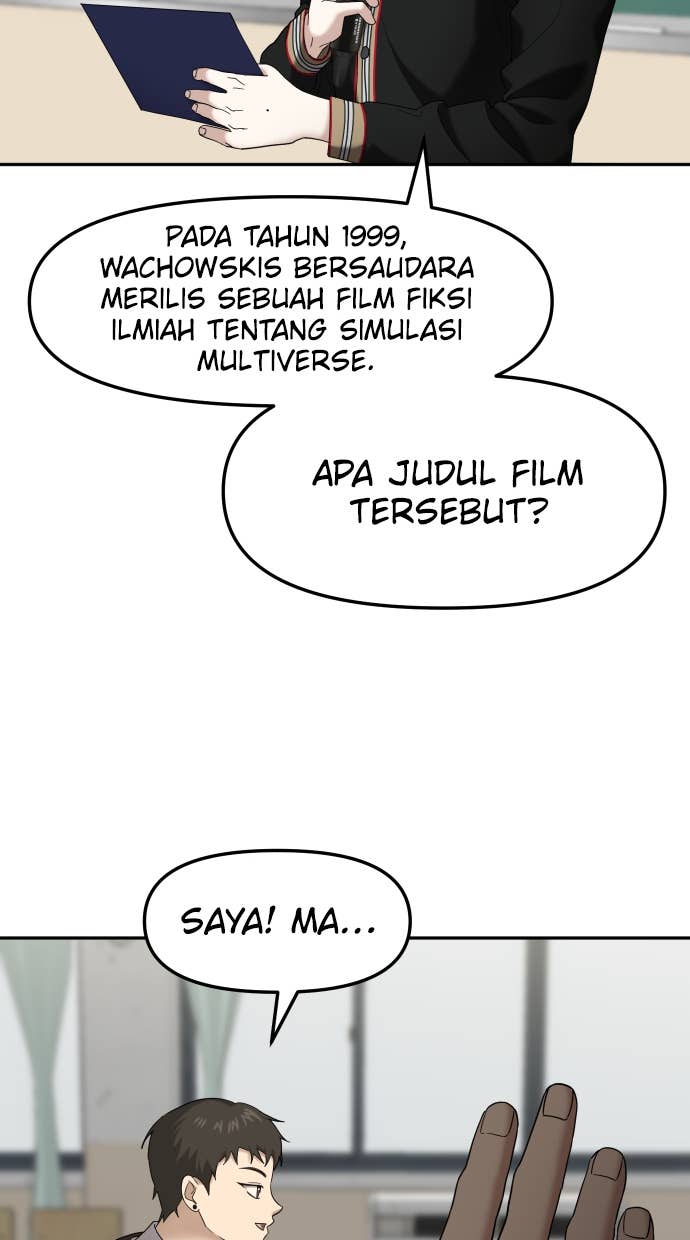 PADA TAHUN 1999,
WACHOWSKIS BERSAUDARA
MERILIS SEBUAH FILM FIKSI
ILMIAH TENTANG SIMULASI
MULTIVERSE.
APA JUDUL FILM
TERSEBUT?
SAYA! MA...